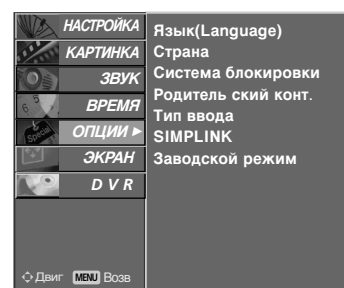 НАСТРОЙКА
КАРТИНКА
ЗВУК
ВРЕМЯ
Special
ОПЦИИ ►
ЭКРАН
D V R
Двиг MENU Возв
Язык(Language)
Страна
Система блокировки
Родитель ский конт.
Тип ввода
SIMPLINK
Заводской режим